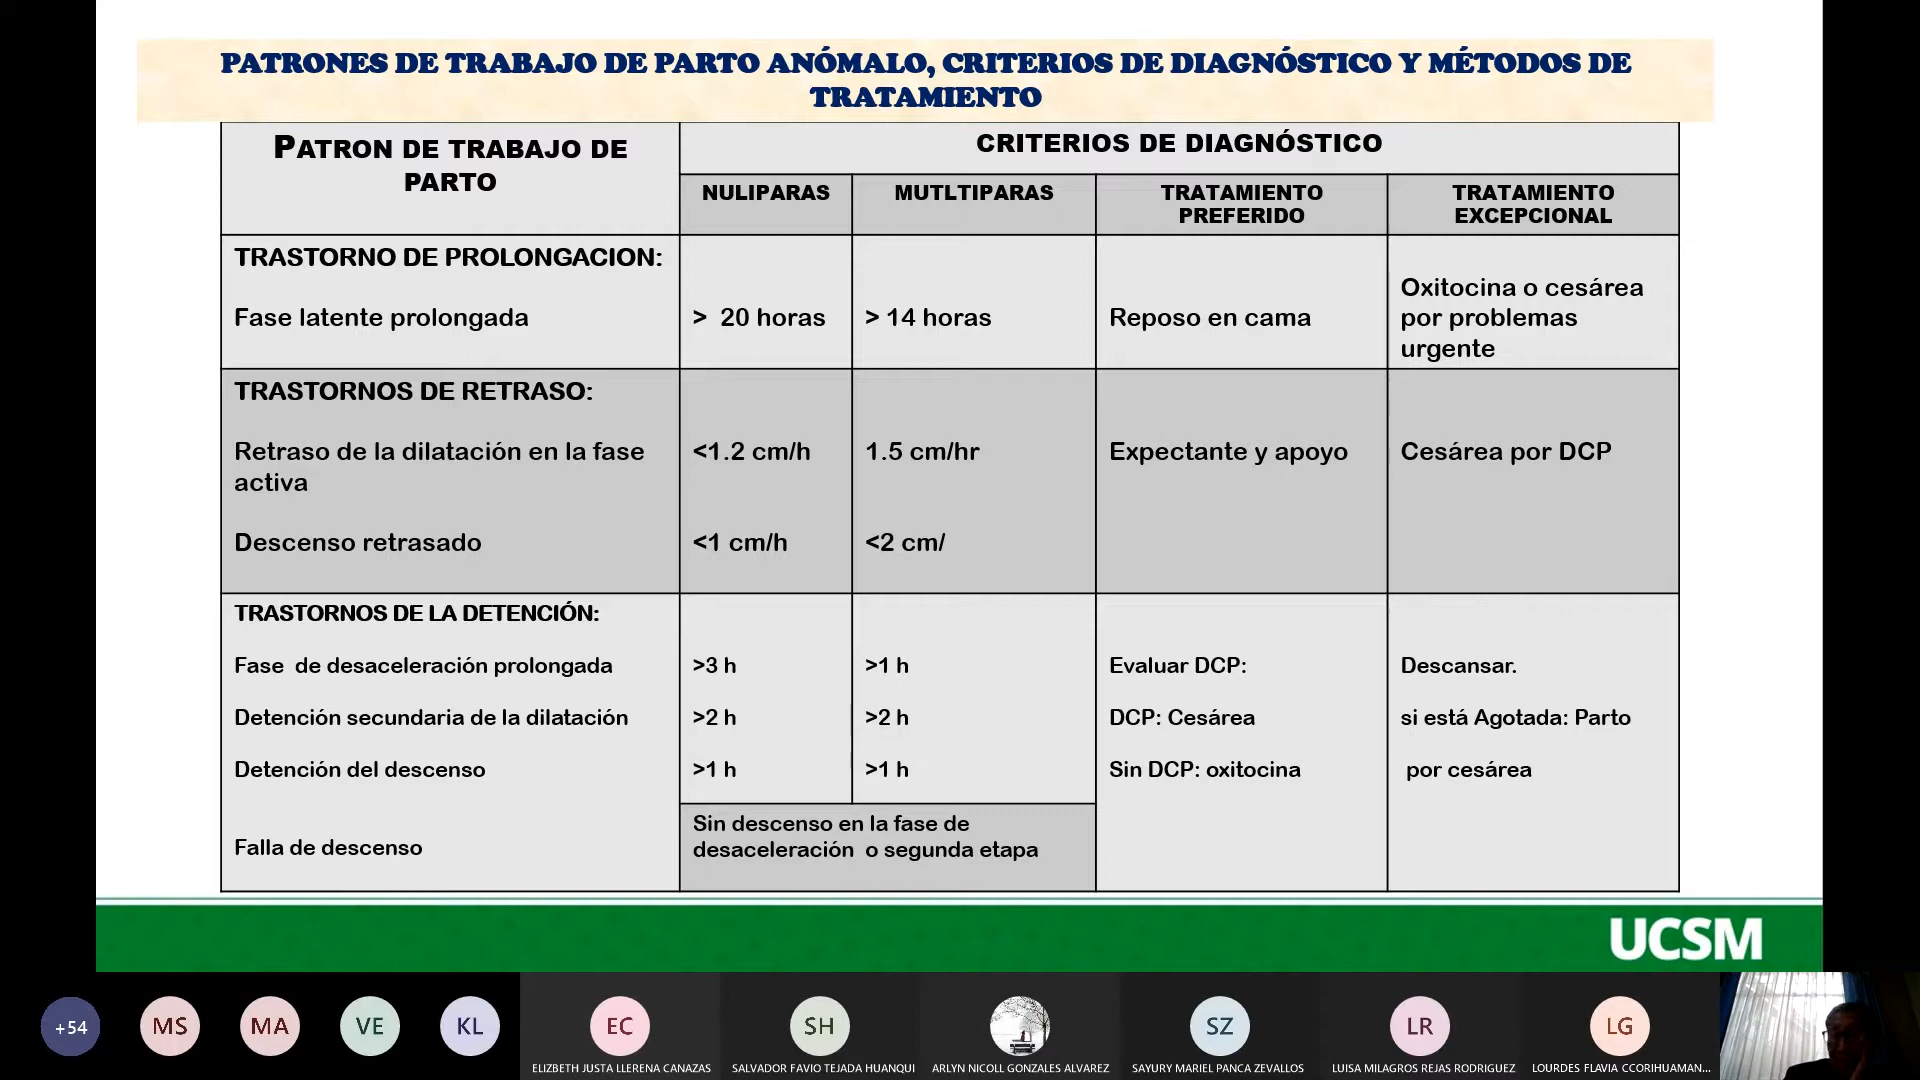 PATRONES DE TRABAJO DE PARTO ANÓMALO, CRITERIOS DE DIAGNÓSTICO Y MÉTODOS DE
TRATAMIENTO
PATRON DE TRABAJO DE
PARTO
CRITERIOS DE DIAGNÓSTICO
NULIPARAS
MUTLTIPARAS
TRATAMIENTO
PREFERIDO
TRATAMIENTO
EXCEPCIONAL
TRASTORNO DE PROLONGACION:
Fase latente prolongada
> 20 horas
> 14 horas
Reposo en cama
Oxitocina o cesárea
por problemas
urgente
TRASTORNOS DE RETRASO:
Retraso de la dilatación en la fase
activa
<1.2 cm/h
1.5 cm/hr
Expectante y apoyo
Cesárea por DCP
Descenso retrasado
<1 cm/h
<2 cm/
TRASTORNOS DE LA DETENCIÓN:
Fase de desaceleración prolongada
>3 h
>1 h
Evaluar DCP:
Descansar.
Detención secundaria de la dilatación
>2 h
>2 h
DCP: Cesárea
si está Agotada: Parto
Detención del descenso
>1 h
>1 h
Sin DCP: oxitocina
por cesárea
Falla de descenso
Sin descenso en la fase de
desaceleración o segunda etapa
UCSM
+54
MS
MA
VE
KL
EC
SH
SZ
LR
LG
ELIZBETH JUSTA LLERENA CANAZAS
SALVADOR FAVIO TEJADA HUANQUI
ARLYN NICOLL GONZALES ALVAREZ
SAYURY MARIEL PANCA ZEVALLOS
LUISA MILAGROS REJAS RODRIGUEZ
LOURDES FLAVIA CCORIHUAMAN...